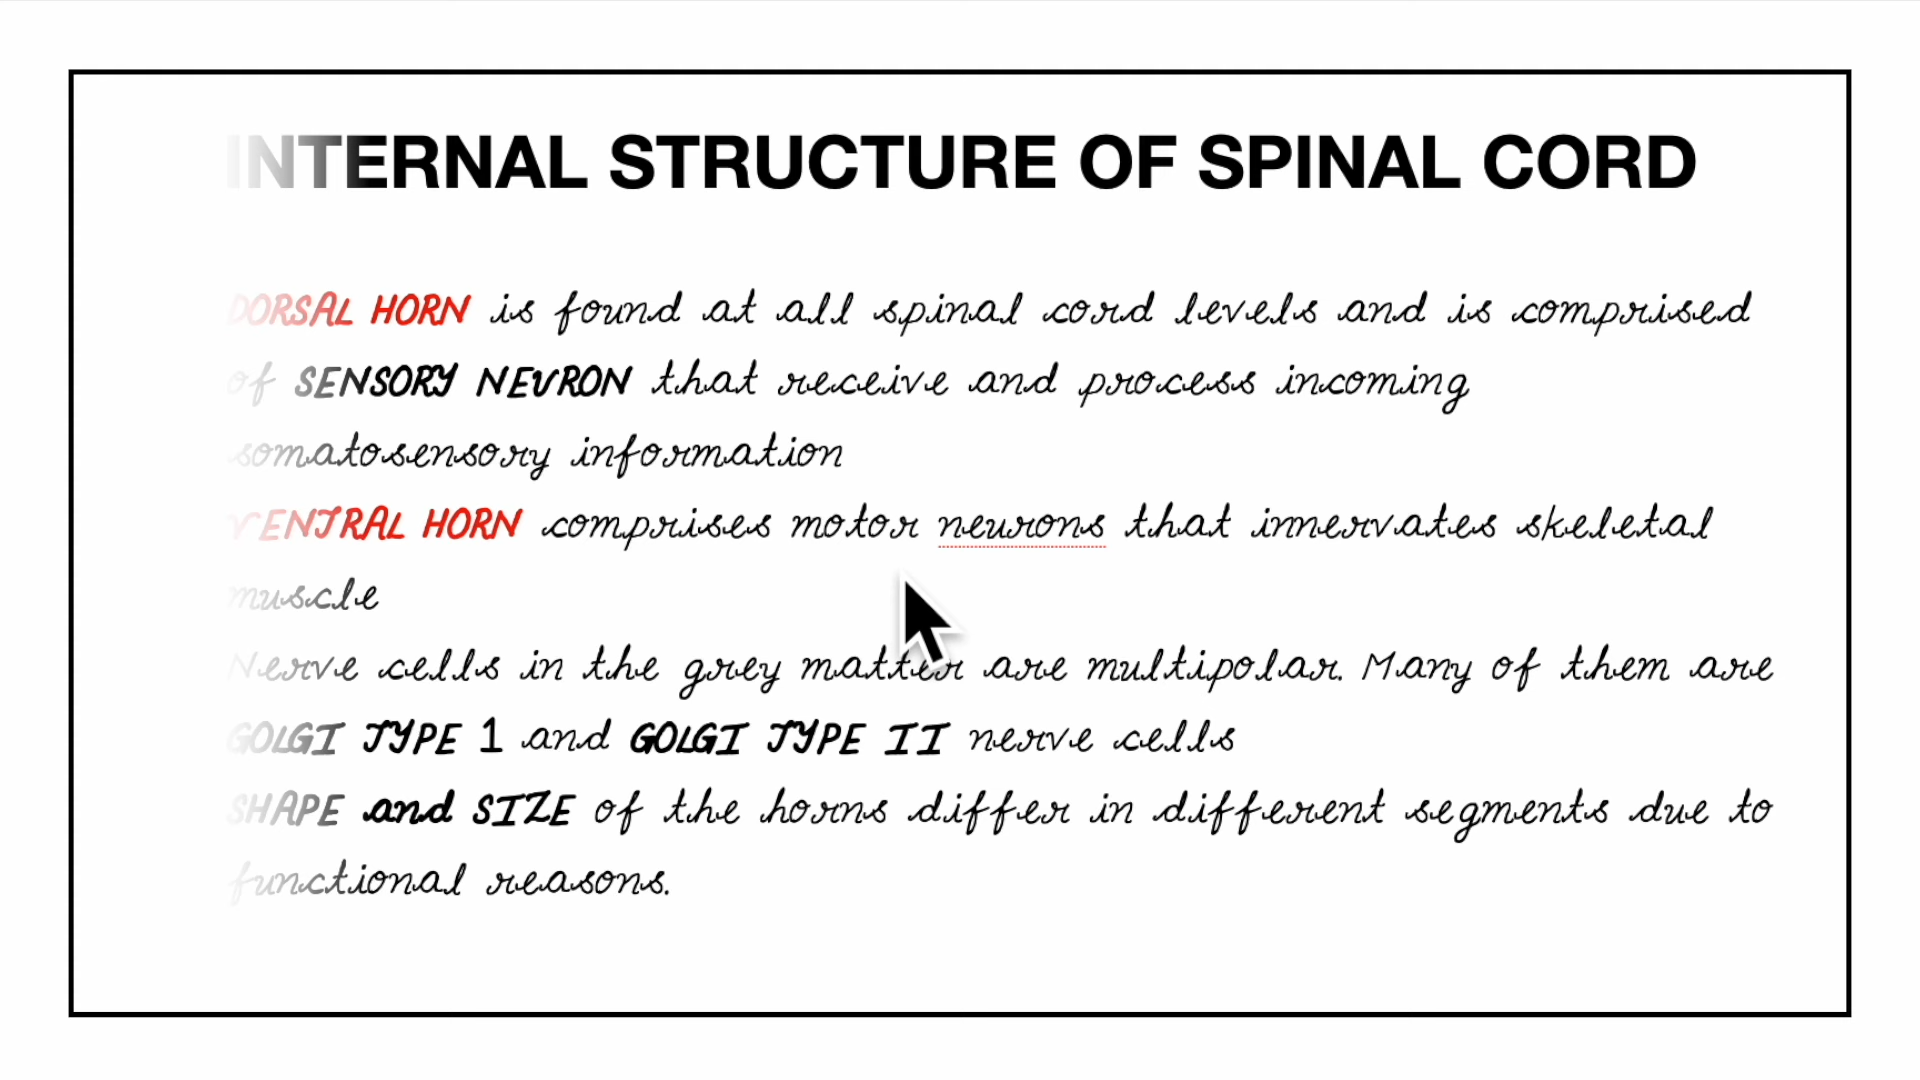 INTERNAL STRUCTURE OF SPINAL CORD
DORSAL HORN is found at all spinal cord levels and is comprised
of SENSORY NEVRON that receive and process incoming
somatosensory information
VENTRAL HORN comprises motor neurons that innervates skeletal
muscle
Nerve cells in the grey matter are multipolar. Many of them are
GOLGI TYPE 1 and GOLGI TYPE II nerve cells
SHAPE and SIZE of the horns differ in different segments due to
functional reasons.